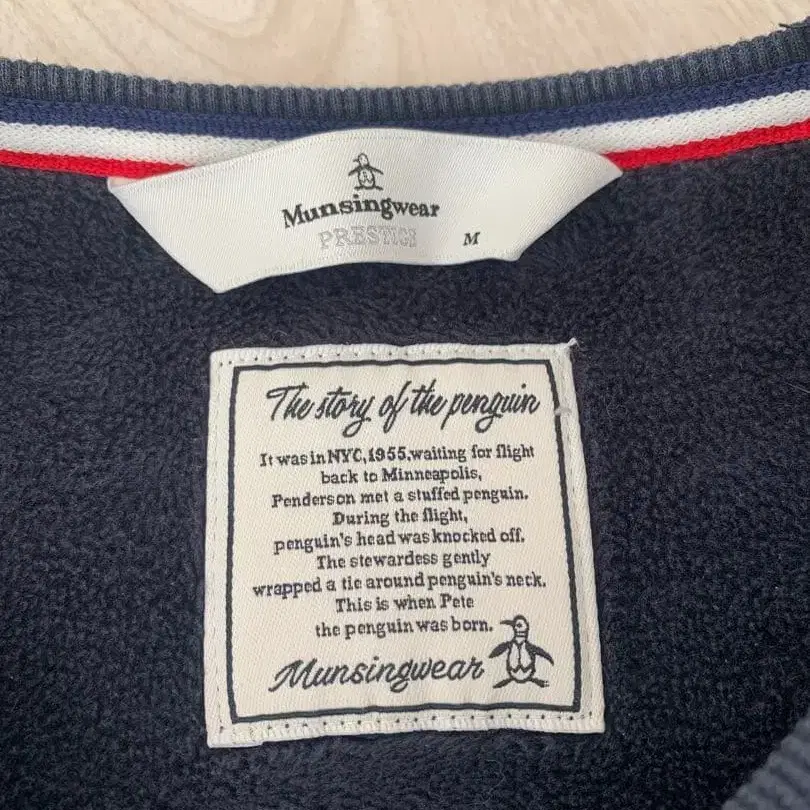 Munsingwear
PRESTIGE M
The story of the penguin
It was in NYC, 1955, waiting for flight
back to Minneapolis,
Penderson met a stuffed penguin.
During the flight,
penguin's head was knocked off.
The stewardess gently
wrapped a tie around penguin's neck.
This is when Pete
the penguin was born.
Munsingwear